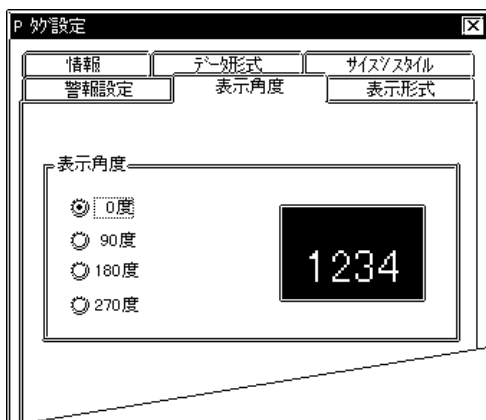 P ﾀｸﾞ設定
情報 ﾃﾞｰﾀ形式 ｻｲｽﾞ/ｽﾀｲﾙ
警報設定 表示角度 表示形式
表示角度
0度
90度
180度
270度
1234